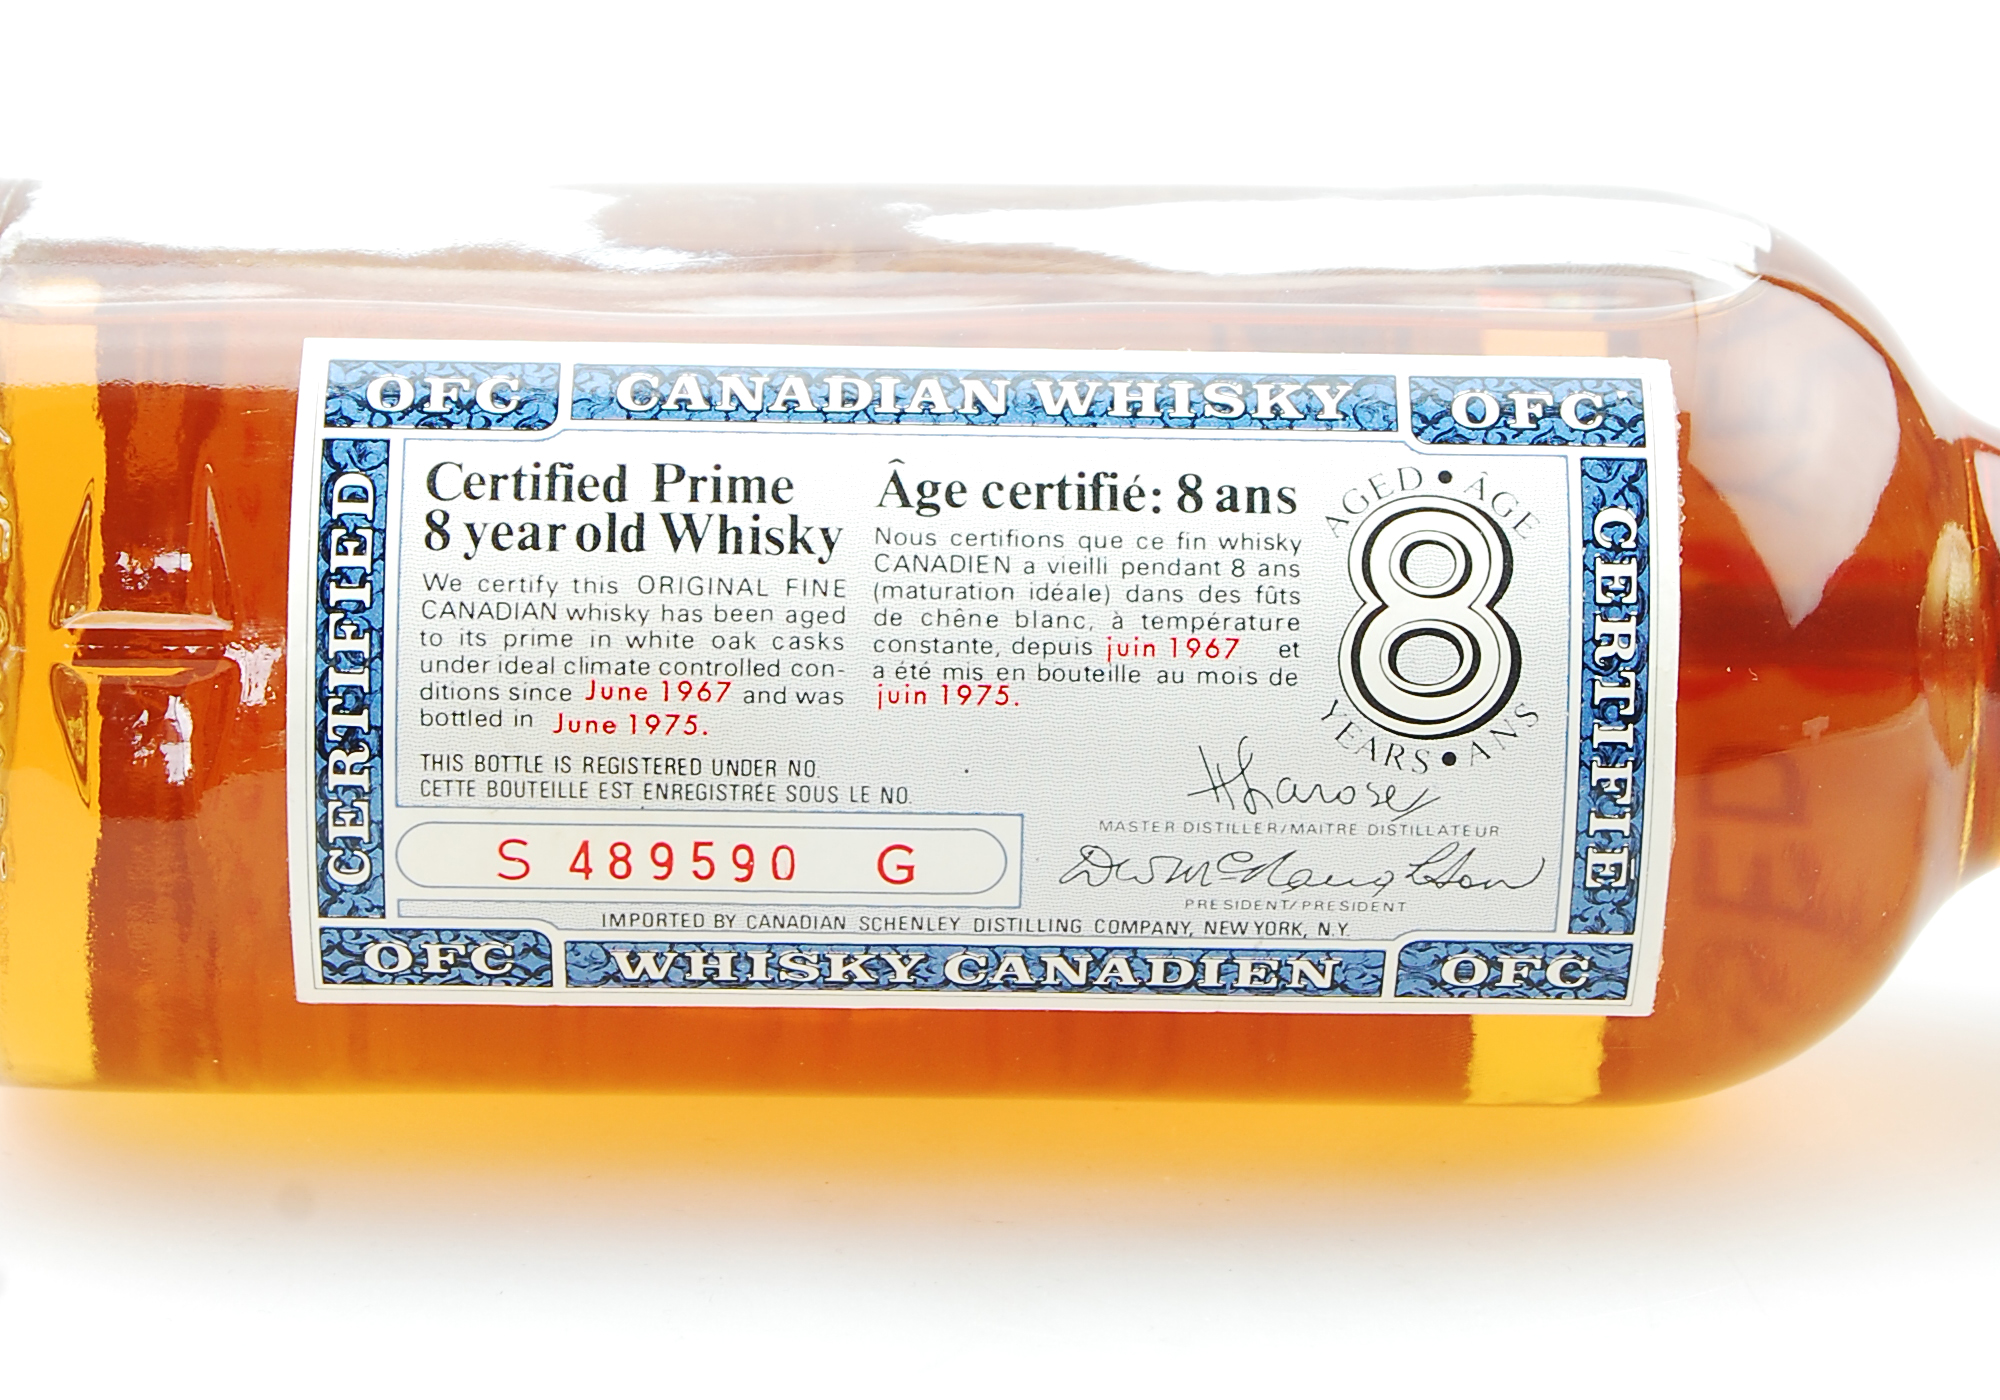 OFC CANADIAN WHISKY OFC
CERTIFIED
Certified Prime
8 year old Whisky
We certify this ORIGINAL FINE
CANADIAN whisky has been aged
to its prime in white oak casks
under ideal climate controlled con-
ditions since June 1967 and was
bottled in June 1975.
Âge certifié: 8 ans
Nous certifions que ce fin whisky
CANADIEN a vieilli pendant 8 ans
(maturation idéale) dans des fûts
de chêne blanc, à température
constante, depuis juin 1967 et
a été mis en bouteille au mois de
juin 1975.
AGED • ÂGE
8
YEARS • ANS
CERTIFIÉ
THIS BOTTLE IS REGISTERED UNDER NO.
CETTE BOUTEILLE EST ENREGISTRÉE SOUS LE NO.
S 489590 G
MASTER DISTILLER/MAITRE DISTILLATEUR
PRESIDENT/PRESIDENT
IMPORTED BY CANADIAN SCHENLEY DISTILLING COMPANY, NEW YORK, N.Y.
OFC WHISKY CANADIEN OFC